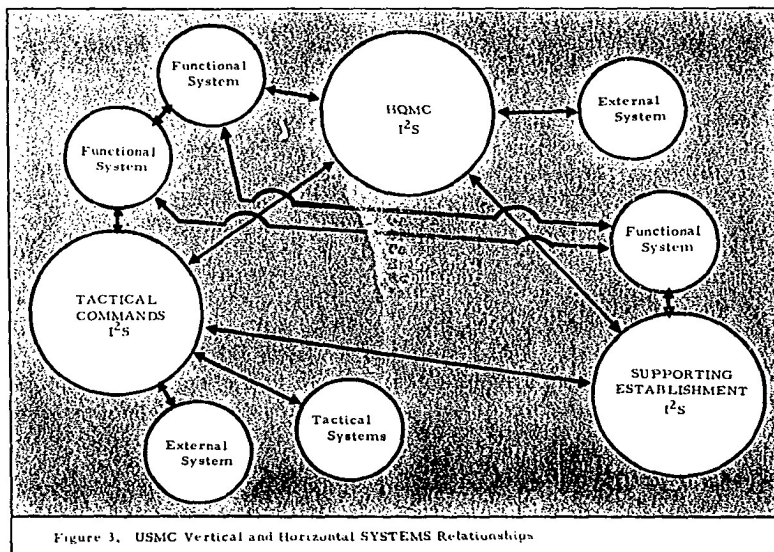 Functional
System
HQMC
I²S
External
System
Functional
System
Functional
System
TACTICAL
COMMANDS
I²S
SUPPORTING
ESTABLISHMENT
I²S
Tactical
Systems
External
System
Figure 3. USMC Vertical and Horizontal SYSTEMS Relationships